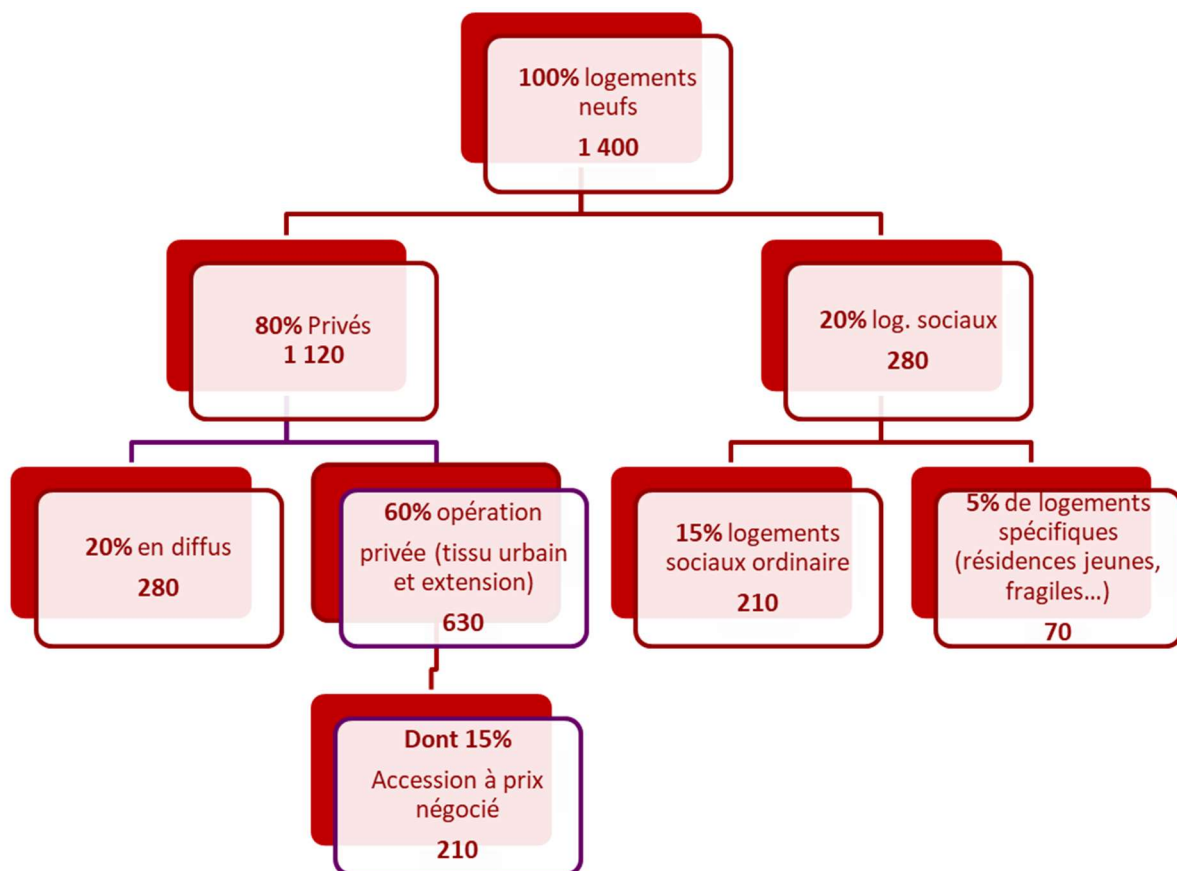 100% logements
neufs
1 400
80% Privés
1 120
20% log. sociaux
280
20% en diffus
280
60% opération
privée (tissu urbain
et extension)
630
15% logements
sociaux ordinaire
210
5% de logements
spécifiques
(résidences jeunes,
fragiles...)
70
Dont 15%
Accession à prix
négocié
210